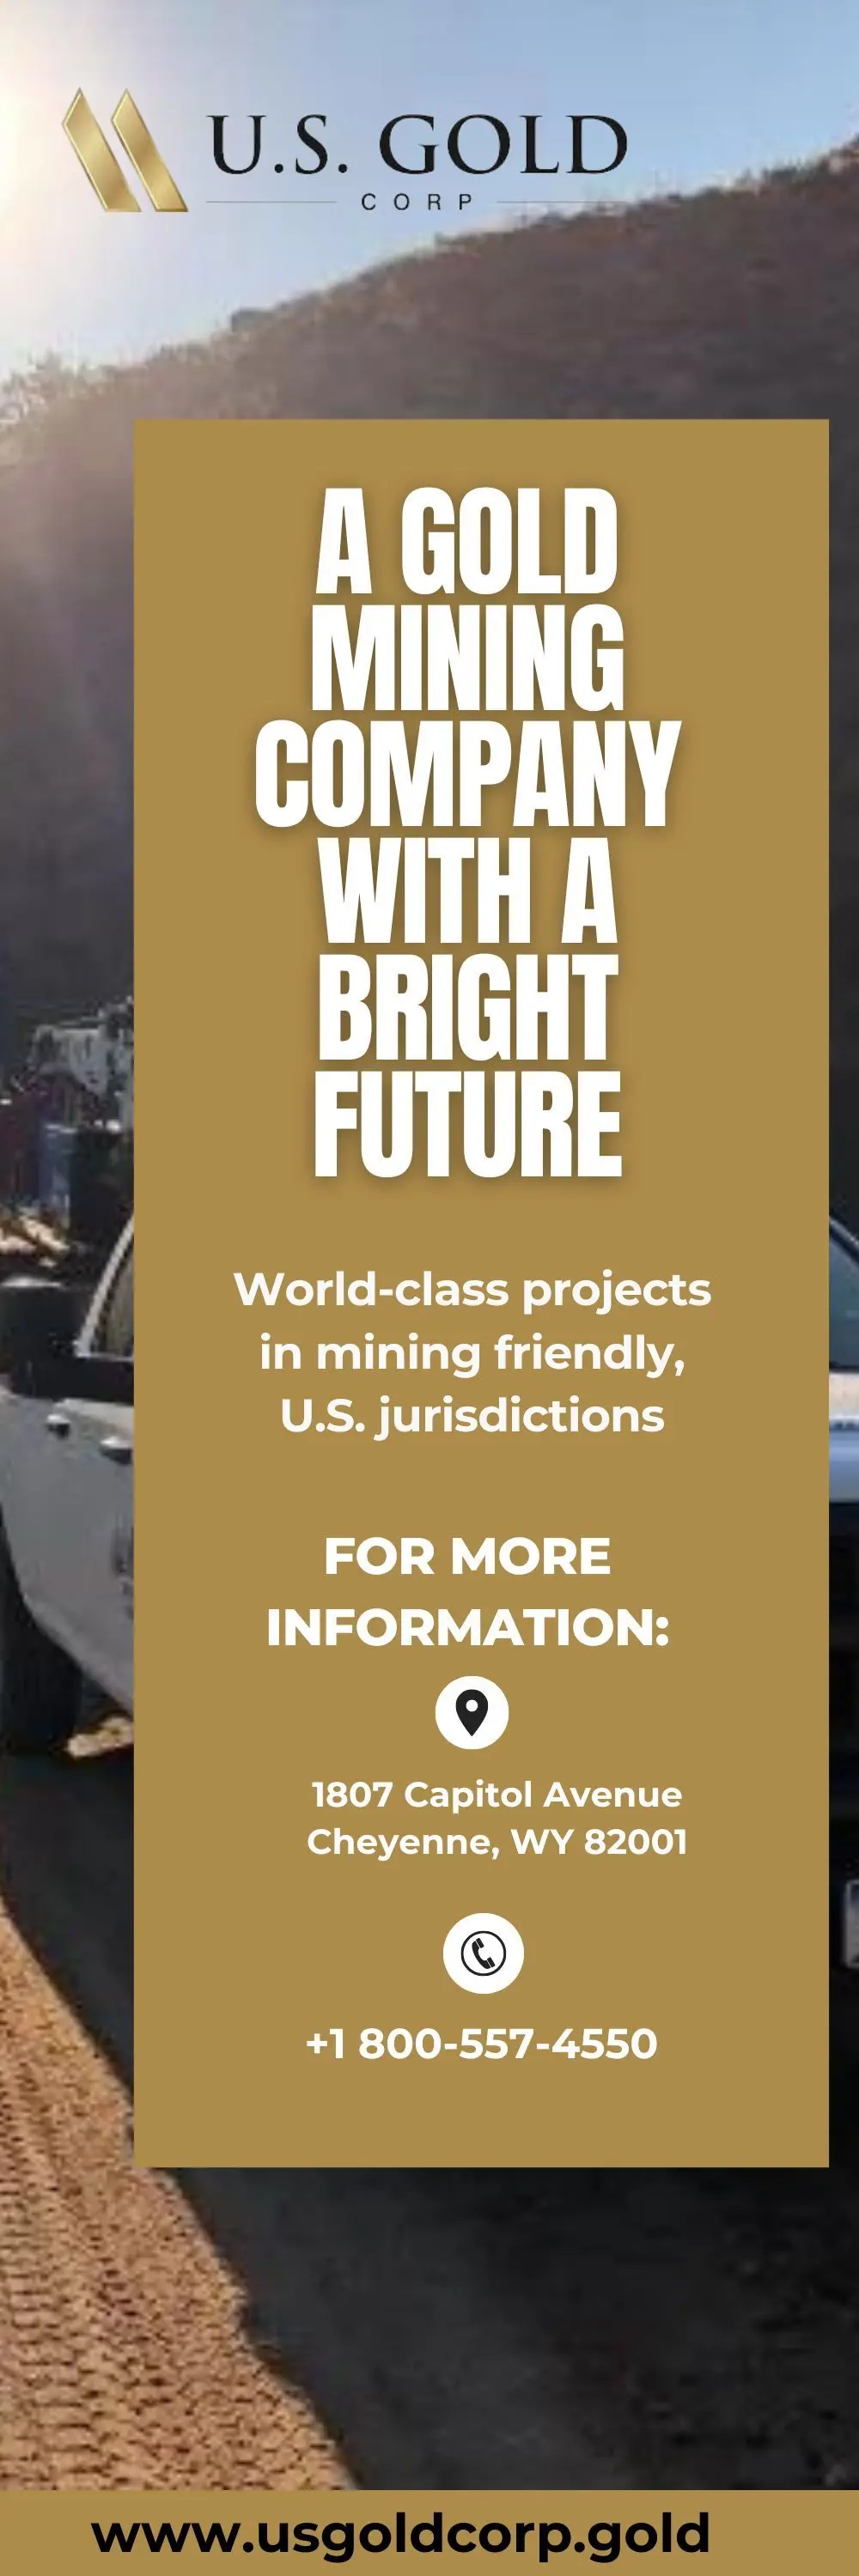 U.S. GOLD
CORP
A GOLD
MINING
COMPANY
WITH A
BRIGHT
FUTURE
World-class projects
in mining friendly,
U.S. jurisdictions
FOR MORE
INFORMATION:
1807 Capitol Avenue
Cheyenne, WY 82001
+1 800-557-4550
www.usgoldcorp.gold